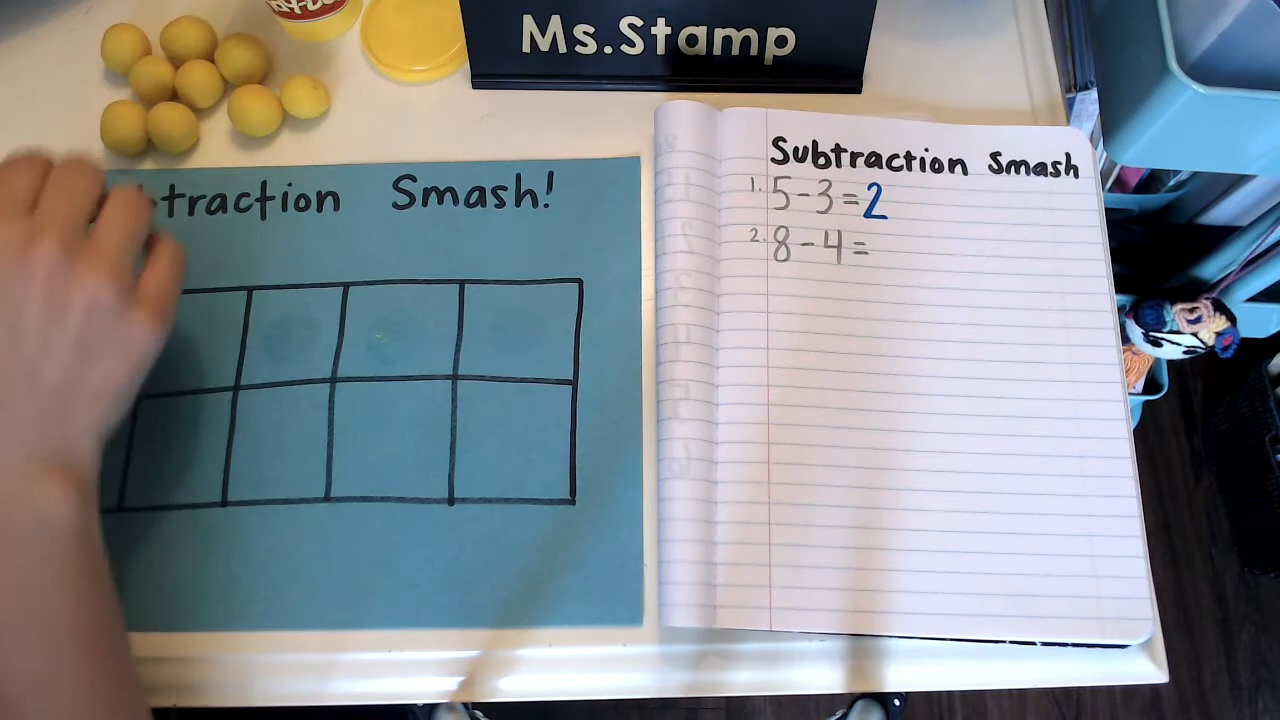 Ms.Stamp
traction Smash!
Subtraction Smash
1. 5-3=2
2. 8-4=